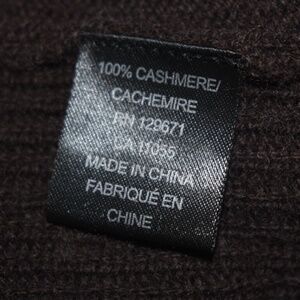 100% CASHMERE/
CACHEMIRE
RN 129671
CA 11055
MADE IN CHINA
FABRIQUÉ EN
CHINE